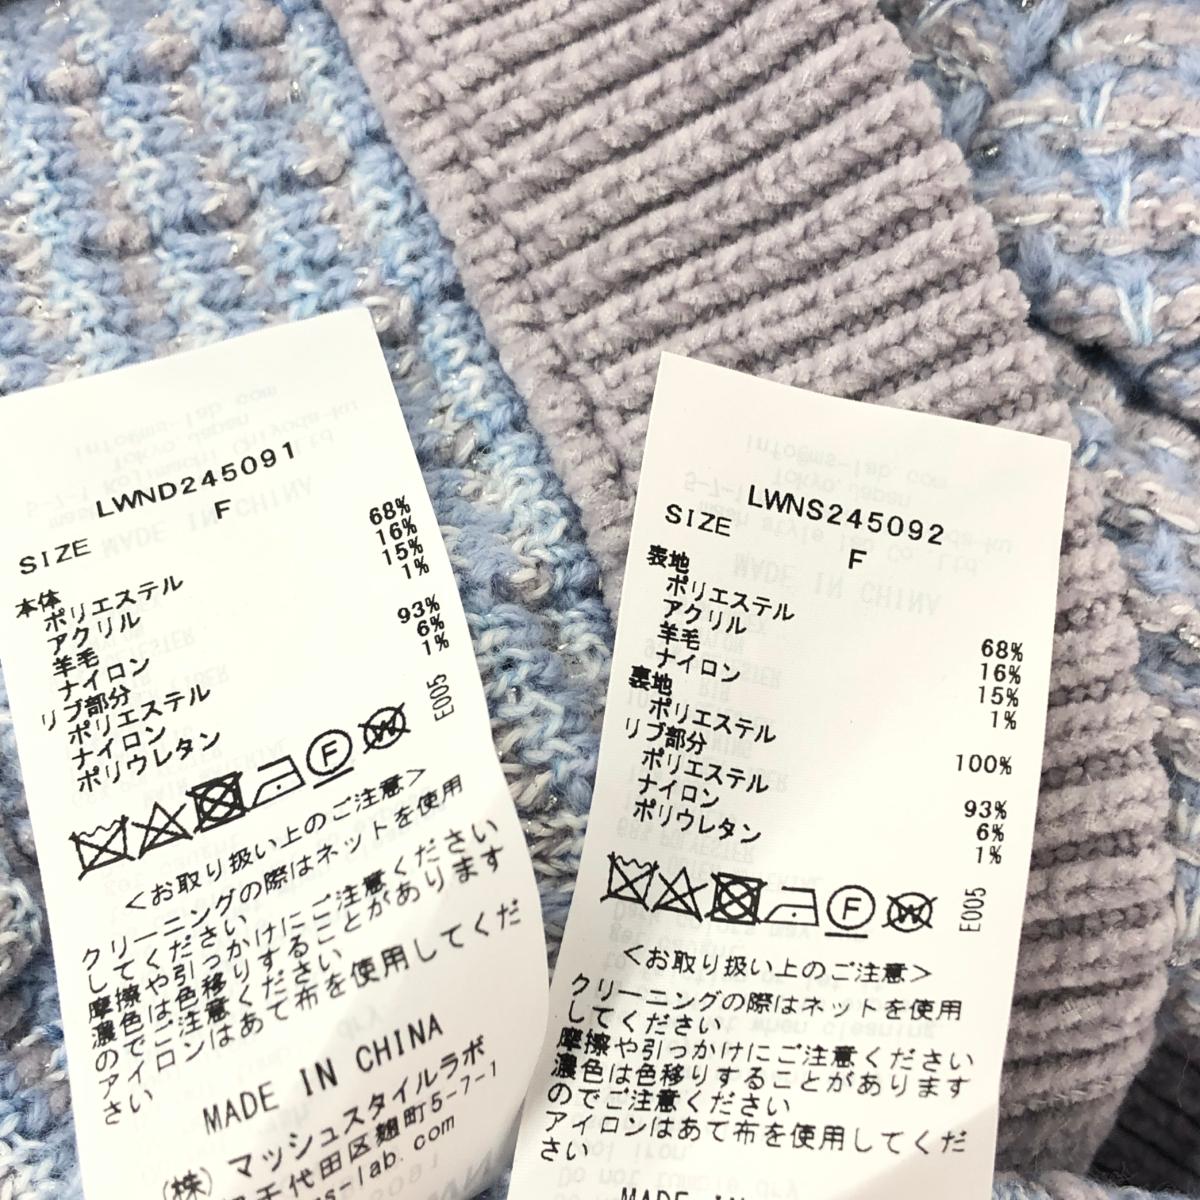 LWND245091
SIZE F
本体
ポリエステル 68%
アクリル 16%
羊毛 15%
ナイロン 1%
リブ部分
ポリエステル 93%
ナイロン 6%
ポリウレタン 1%
E005
F
W
<お取り扱い上のご注意>
クリーニングの際はネットを使用
してください
摩擦や引っかけにご注意ください
濃色は色移りすることがあります
のでご注意ください
アイロンはあて布を使用してくだ
さい
MADE IN CHINA
(株)マッシュスタイルラボ
千代田区麹町5-7-1
s-lab.com
LWNS245092
SIZE F
表地
ポリエステル 68%
アクリル 16%
羊毛 15%
ナイロン 1%
裏地
ポリエステル 100%
リブ部分
ポリエステル 93%
ナイロン 6%
ポリウレタン 1%
E005
F
W
<お取り扱い上のご注意>
クリーニングの際はネットを使用
してください
摩擦や引っかけにご注意ください
濃色は色移りすることがあります
のでご注意ください
アイロンはあて布を使用してくだ
さい
MADE IN